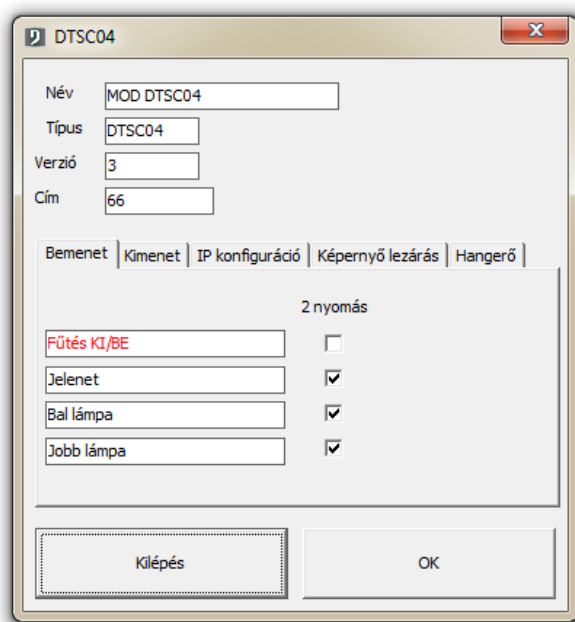 DTSC04
Név MOD DTSC04
Típus DTSC04
Verzió 3
Cím 66
Bemenet Kimenet IP konfiguráció Képernyő lezárás Hangerő
2 nyomás
Fűtés KI/BE
Jelenet
Bal lámpa
Jobb lámpa
Kilépés OK